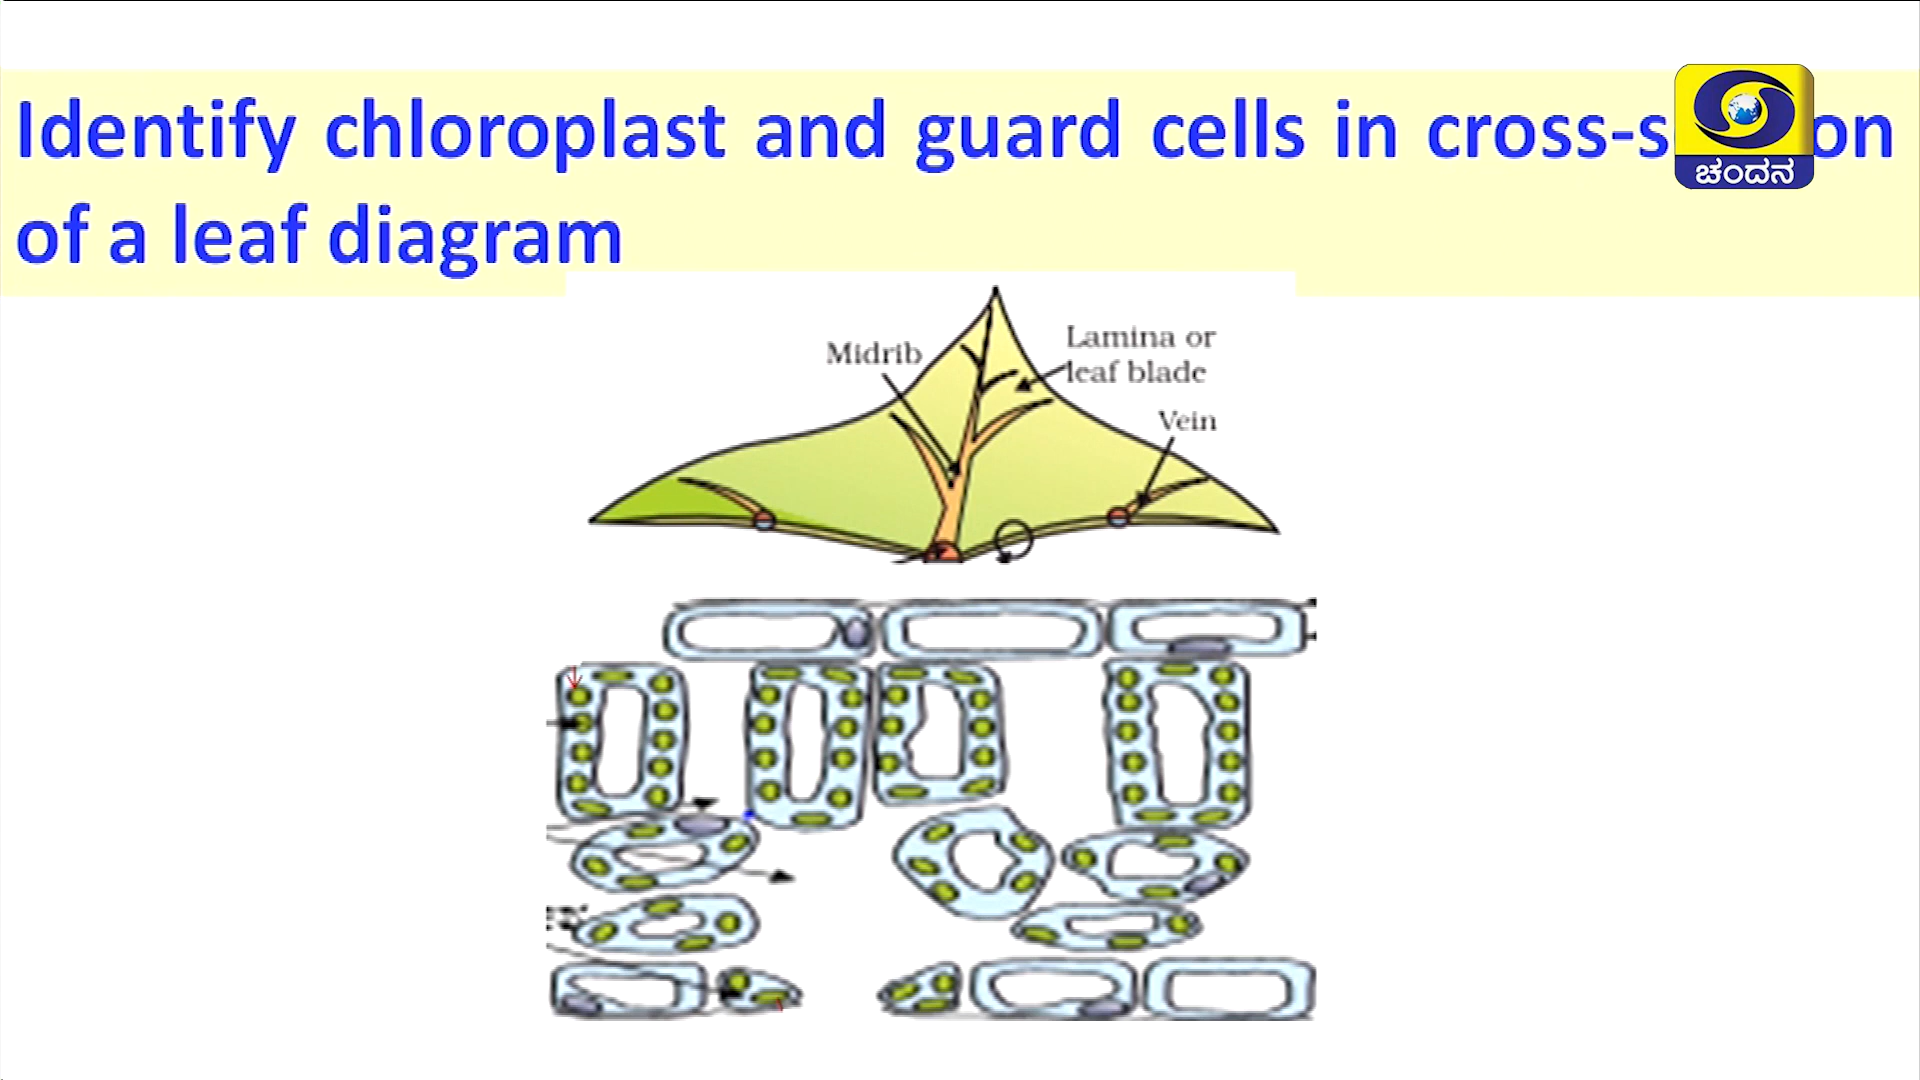 Identify chloroplast and guard cells in cross-s on
of a leaf diagram
ಚಂದನ
Midrib
Lamina or
leaf blade
Vein